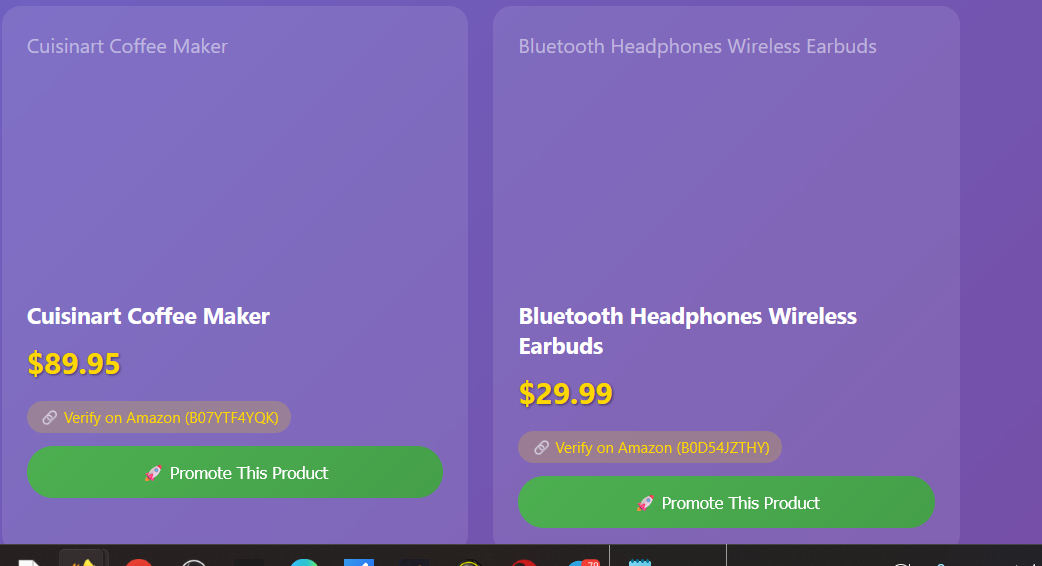 Cuisinart Coffee Maker
Bluetooth Headphones Wireless Earbuds
Cuisinart Coffee Maker
$89.95
🔗 Verify on Amazon (B07YTF4YQK)
🚀 Promote This Product
Bluetooth Headphones Wireless
Earbuds
$29.99
🔗 Verify on Amazon (B0D54JZTHY)
🚀 Promote This Product